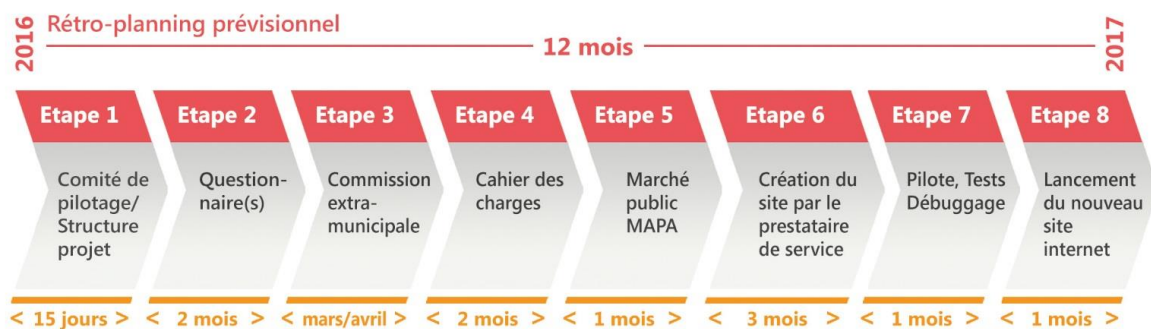 2016
Rétro-planning prévisionnel
12 mois
2017
Etape 1
Etape 2
Etape 3
Etape 4
Etape 5
Etape 6
Etape 7
Etape 8
Comité de
pilotage/
Structure
projet
Question-
naire(s)
Commission
extra-
municipale
Cahier des
charges
Marché
public
MAPA
Création du
site par le
prestataire
de service
Pilote, Tests
Débuggage
Lancement
du nouveau
site
internet
< 15 jours >
< 2 mois >
< mars/avril >
< 2 mois >
< 1 mois >
< 3 mois >
< 1 mois >
< 1 mois >